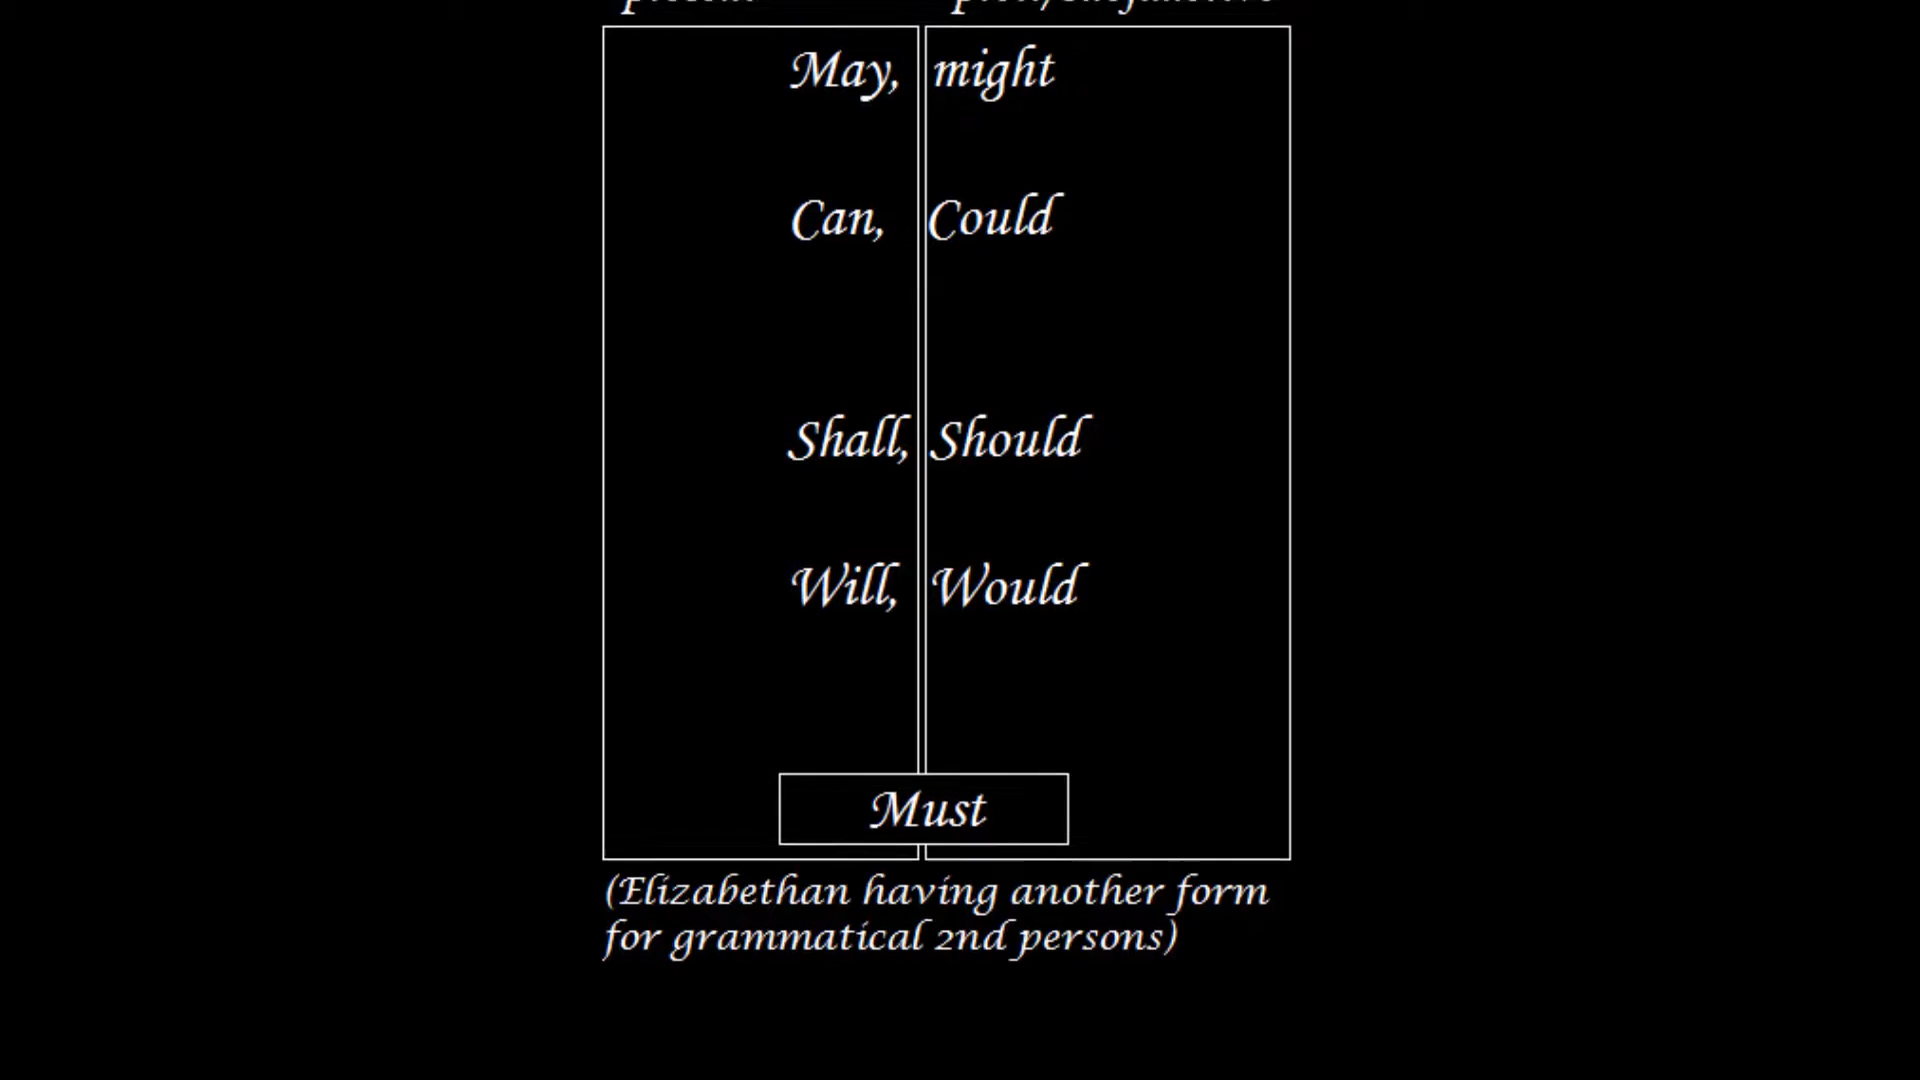 May, might
Can, Could
Shall, Should
Will, Would
Must
(Elizabethan having another form
for grammatical 2nd persons)